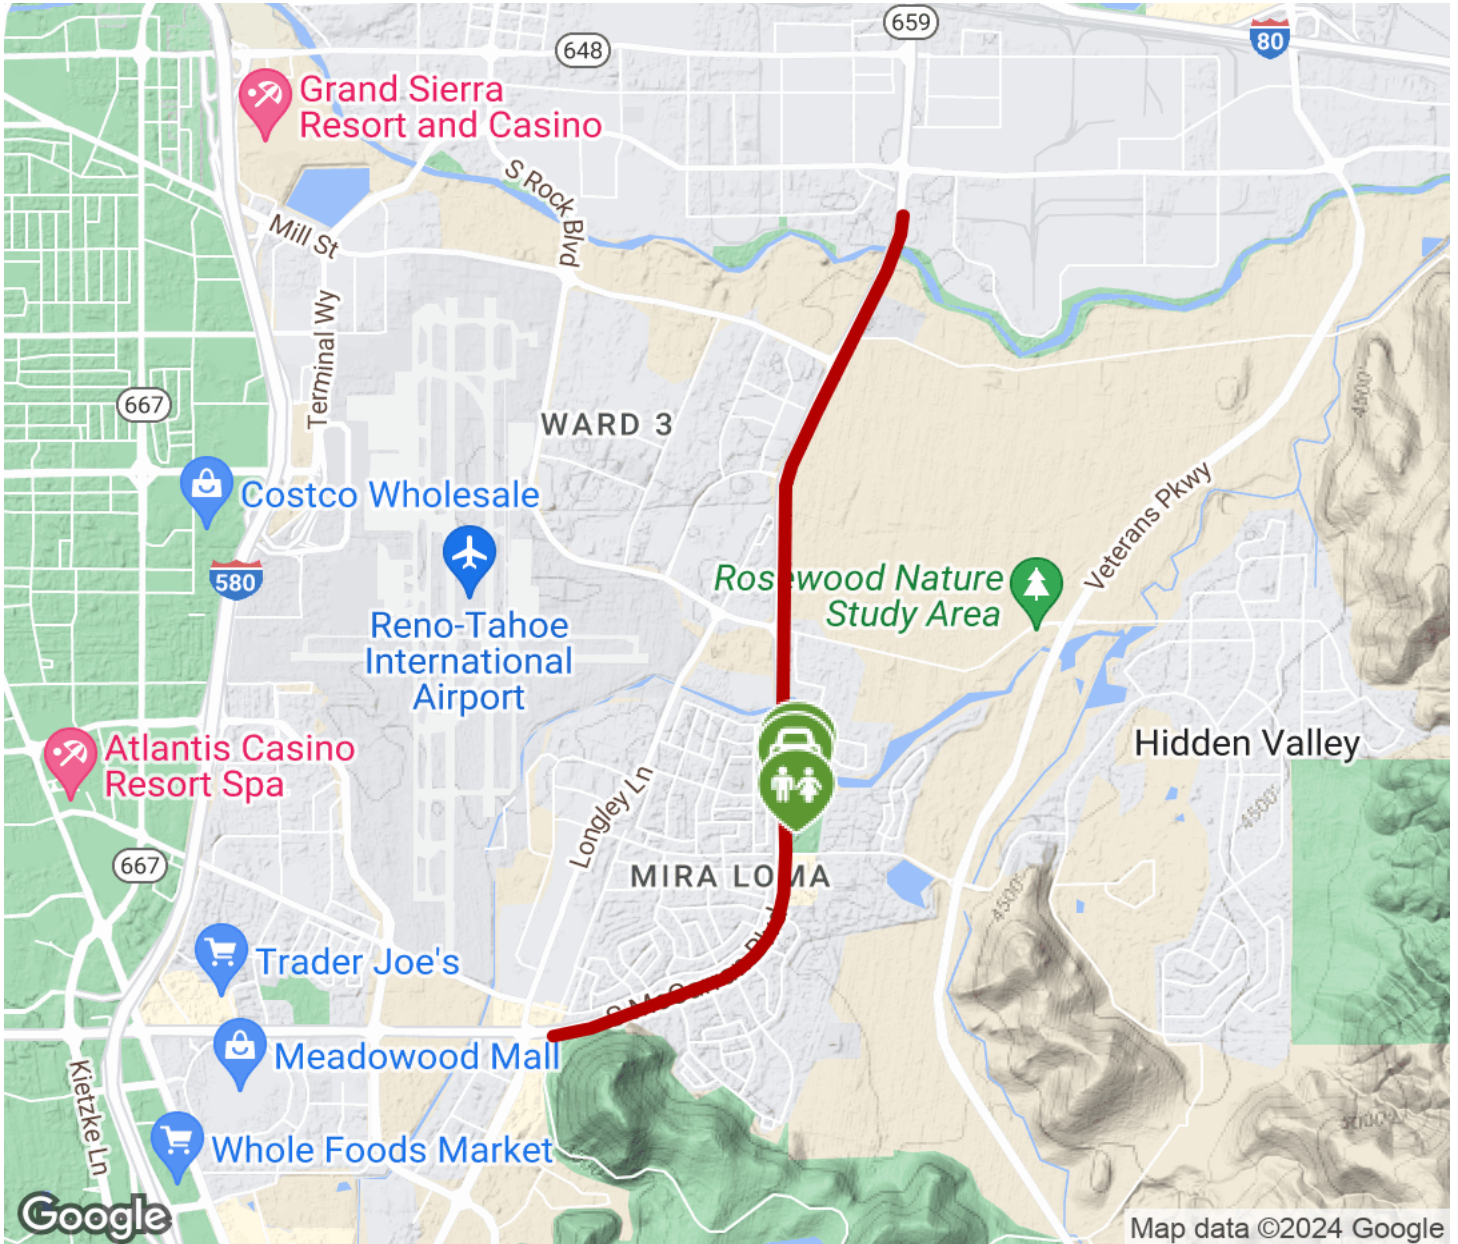 659
648
80
Grand Sierra
Resort and Casino
S Rock Blvd
Mill St
Terminal Wy
667
WARD 3
Costco Wholesale
580
Reno-Tahoe
International
Airport
Rosewood Nature
Study Area
Veterans Pkwy
4500'
Atlantis Casino
Resort Spa
Hidden Valley
4500'
Longley Ln
667
MIRA LOMA
4500'
Trader Joe's
S McCarran Blvd
Meadowood Mall
Kietzke Ln
Whole Foods Market
5000'
Google
Map data ©2024 Google